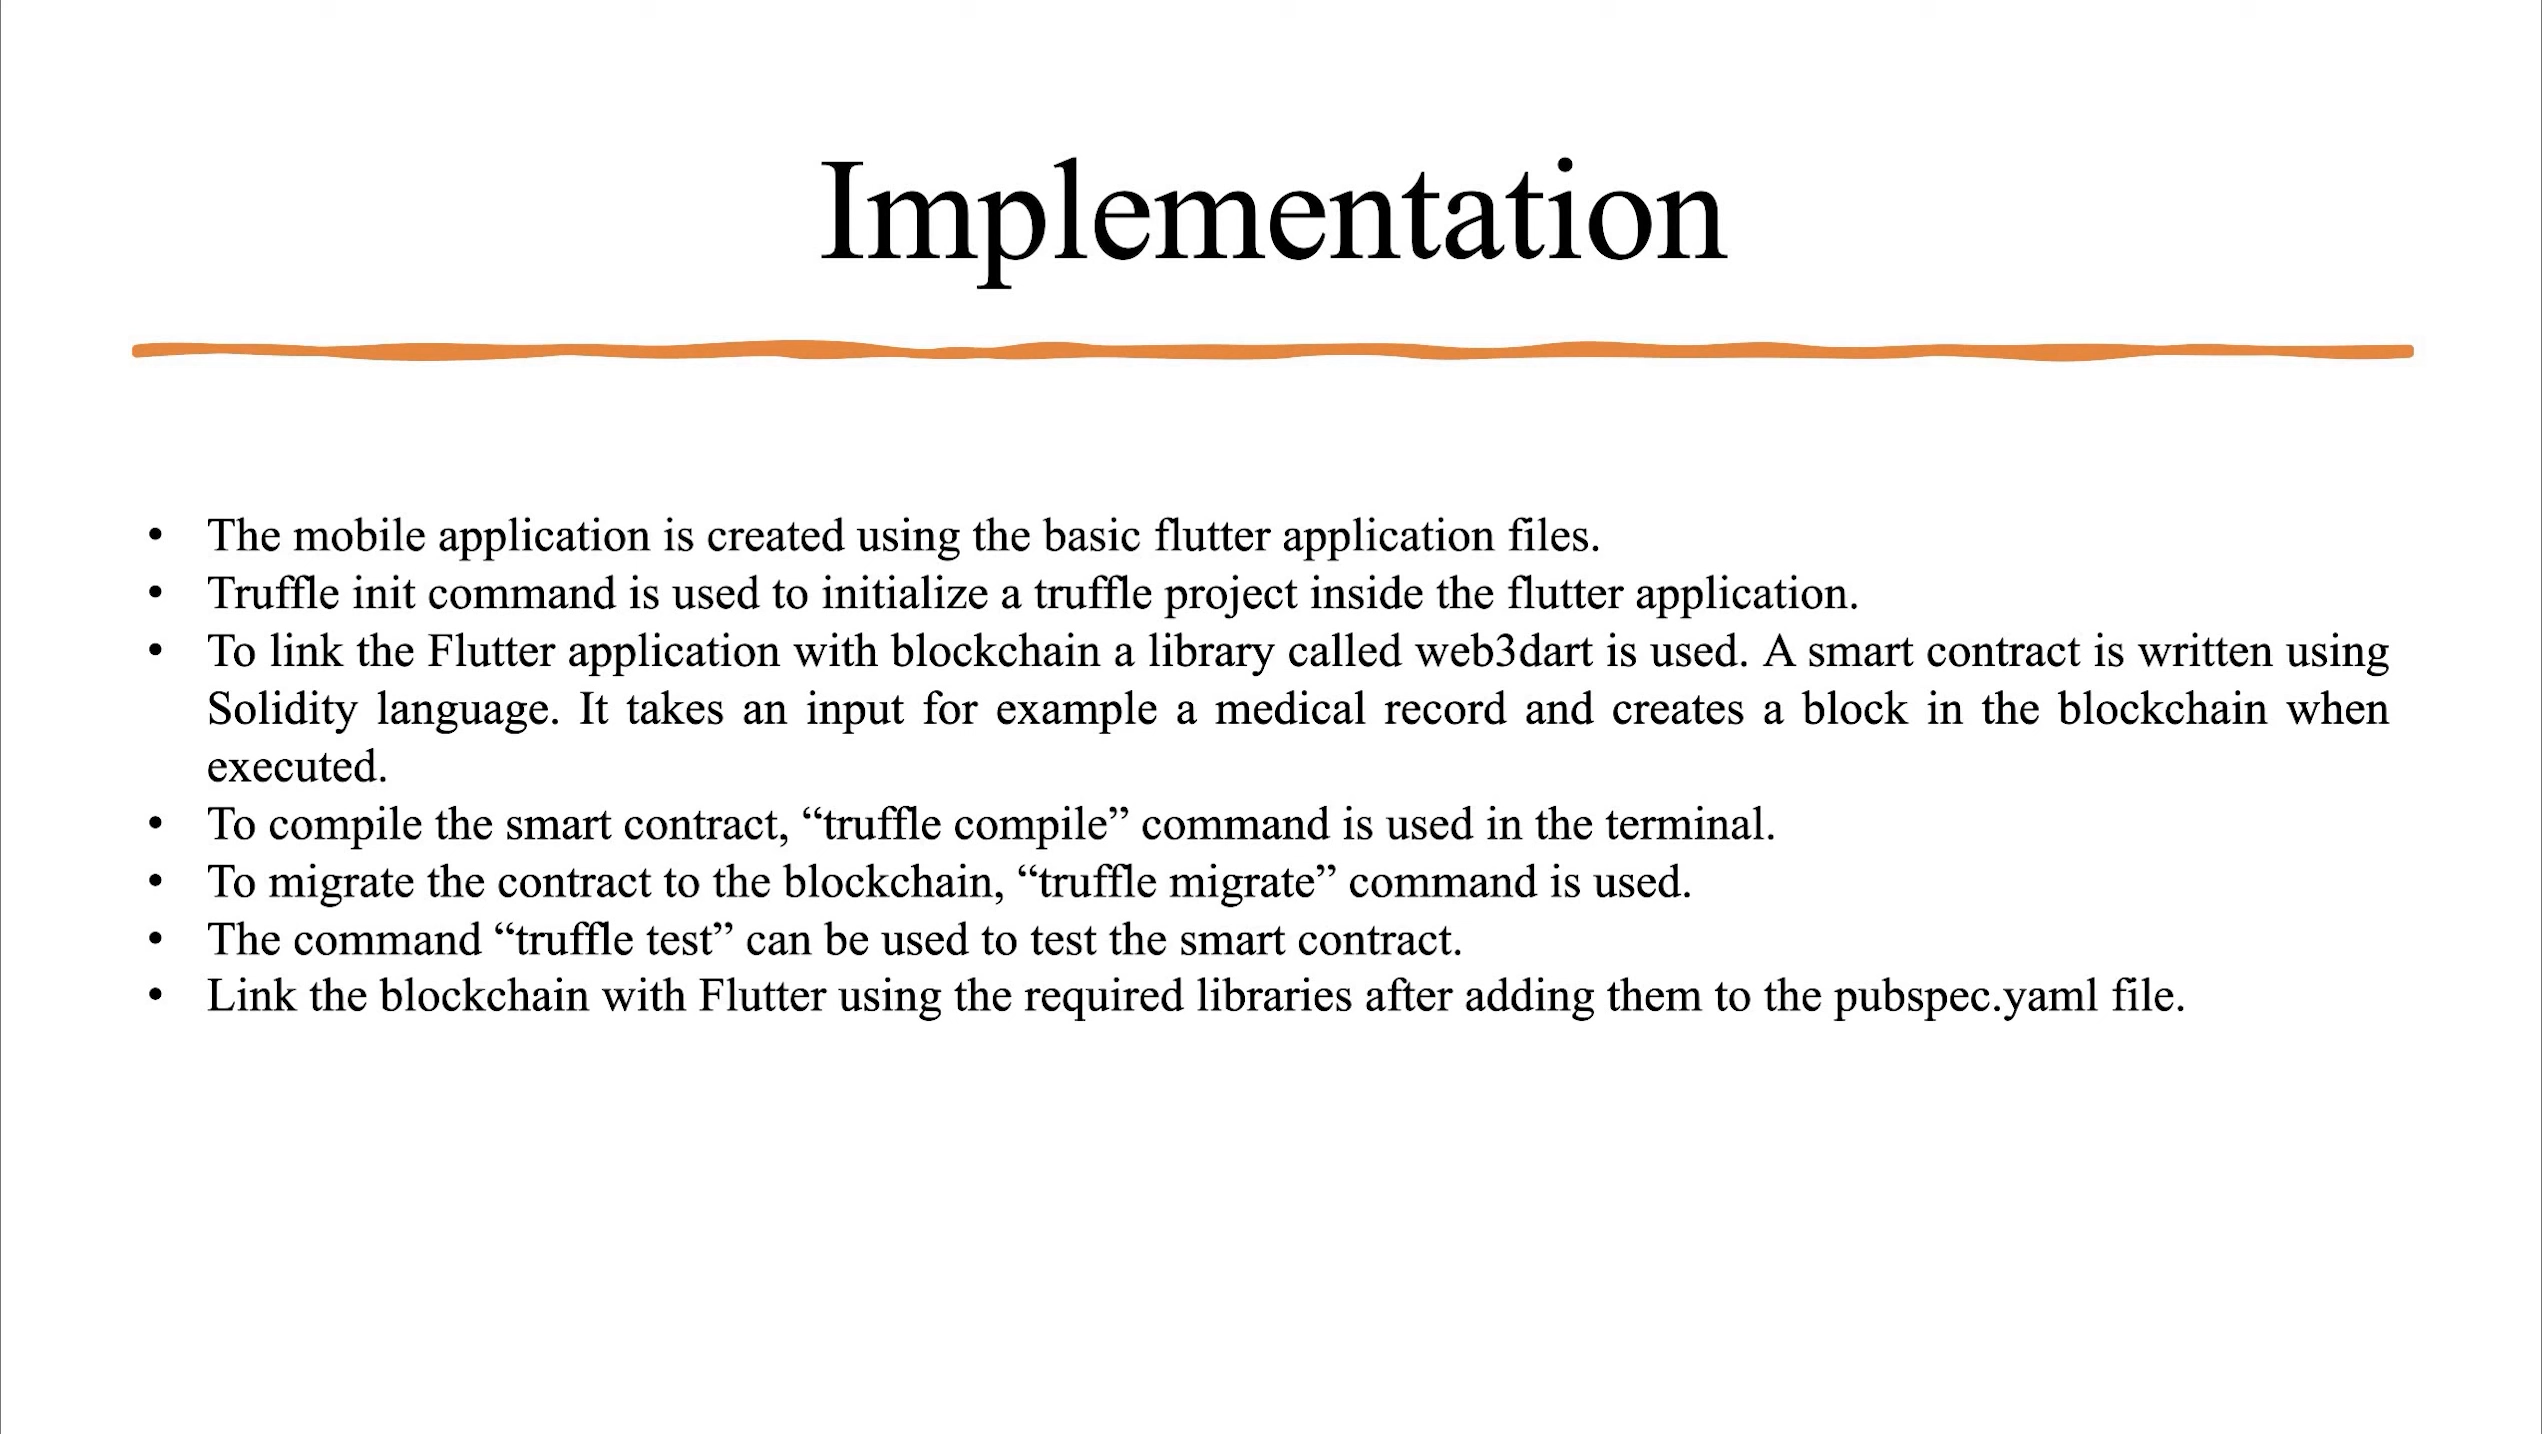 Implementation
• The mobile application is created using the basic flutter application files.
• Truffle init command is used to initialize a truffle project inside the flutter application.
• To link the Flutter application with blockchain a library called web3dart is used. A smart contract is written using
Solidity language. It takes an input for example a medical record and creates a block in the blockchain when
executed.
• To compile the smart contract, “truffle compile” command is used in the terminal.
• To migrate the contract to the blockchain, “truffle migrate” command is used.
• The command “truffle test” can be used to test the smart contract.
• Link the blockchain with Flutter using the required libraries after adding them to the pubspec.yaml file.